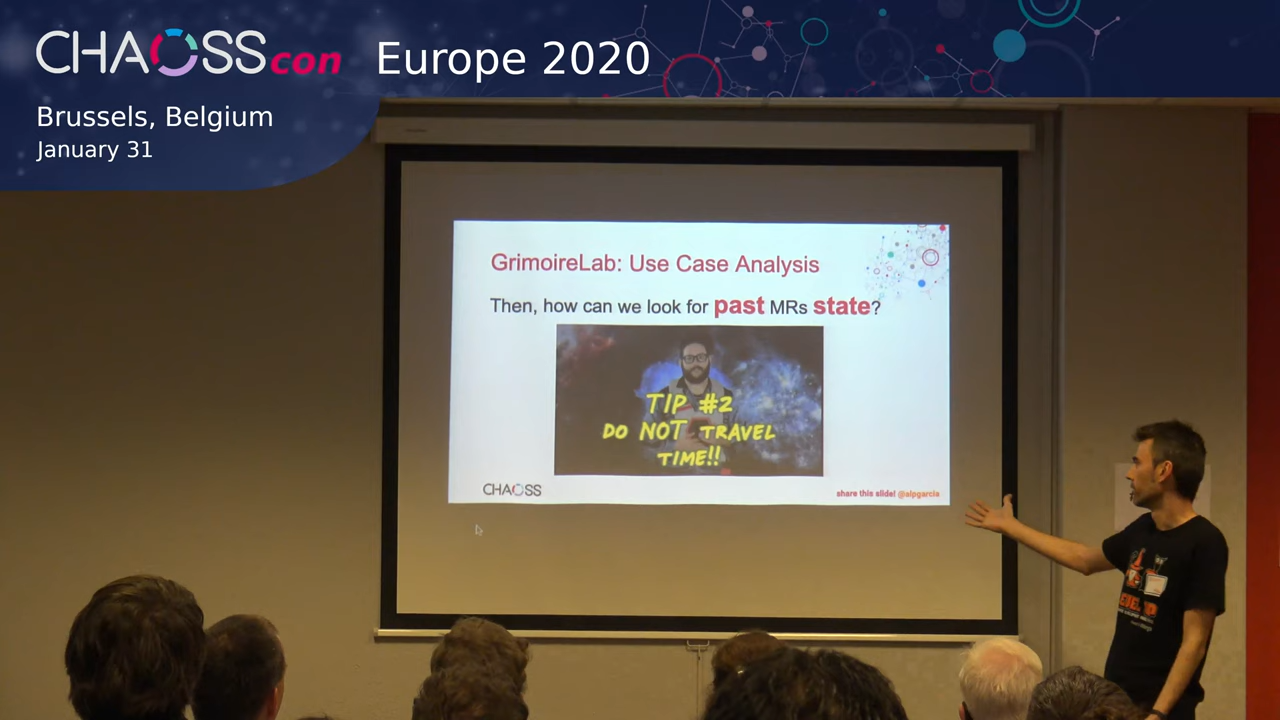 CHAOSScon Europe 2020
Brussels, Belgium
January 31
GrimoireLab: Use Case Analysis
Then, how can we look for past MRs state?
TIP #2
DO NOT TRAVEL
TIME!!
CHAOSS
share this slide! @alpgarcia